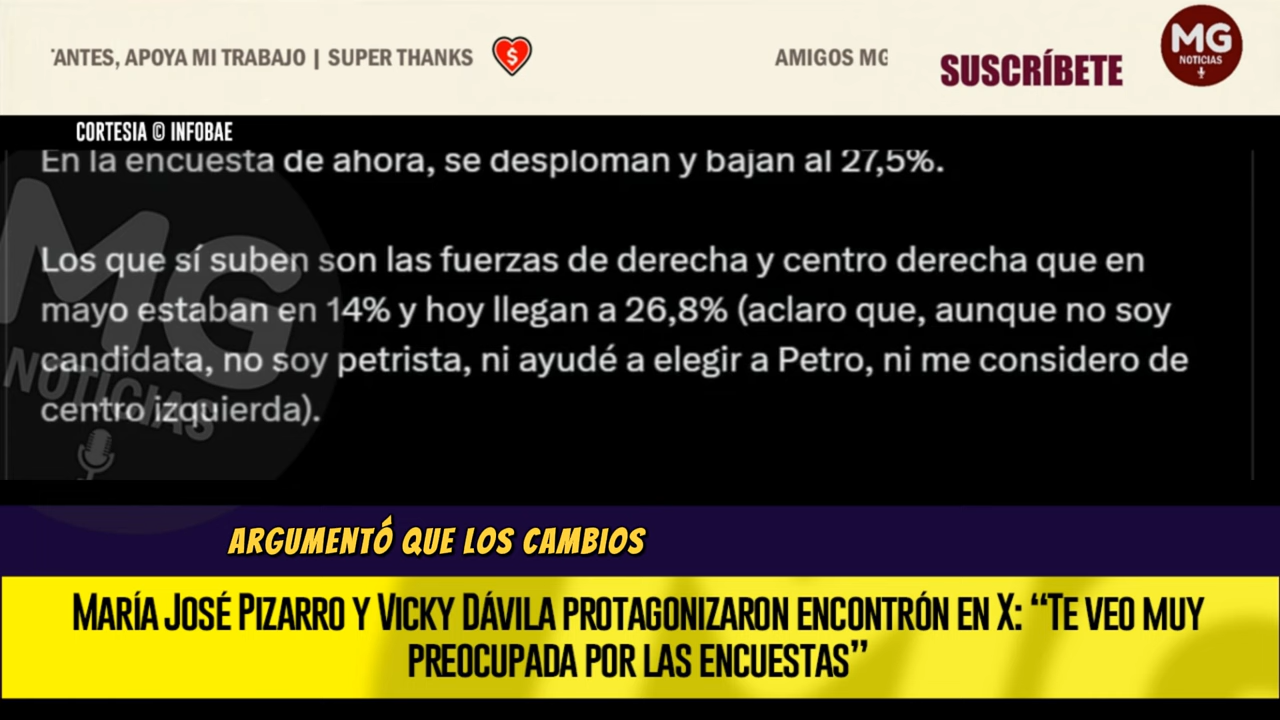 TANTES, APOYA MI TRABAJO | SUPER THANKS
AMIGOS MG
SUSCRÍBETE
MG
NOTICIAS
CORTESIA © INFOBAE
En la encuesta de ahora, se desploman y bajan al 27,5%.
Los que sí suben son las fuerzas de derecha y centro derecha que en
mayo estaban en 14% y hoy llegan a 26,8% (aclaro que, aunque no soy
candidata, no soy petrista, ni ayudé a elegir a Petro, ni me considero de
centro izquierda).
MG
NOTICIAS
ARGUMENTÓ QUE LOS CAMBIOS
MARÍA JOSÉ PIZARRO Y VICKY DÁVILA PROTAGONIZARON ENCONTRÓN EN X: “TE VEO MUY
PREOCUPADA POR LAS ENCUESTAS”